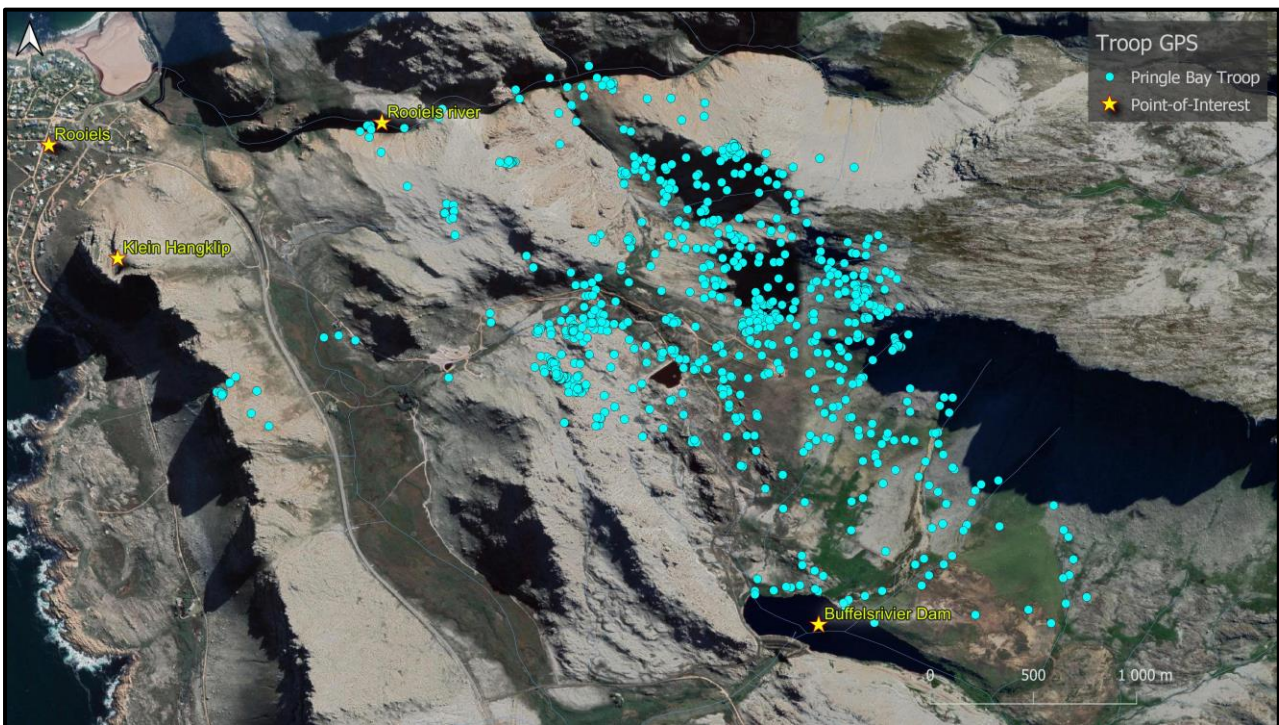 Troop GPS
Pringle Bay Troop
Point-of-Interest
Rooiels river
Rooiels
Klein Hangklip
Buffelsrivier Dam
0 500 1 000 m